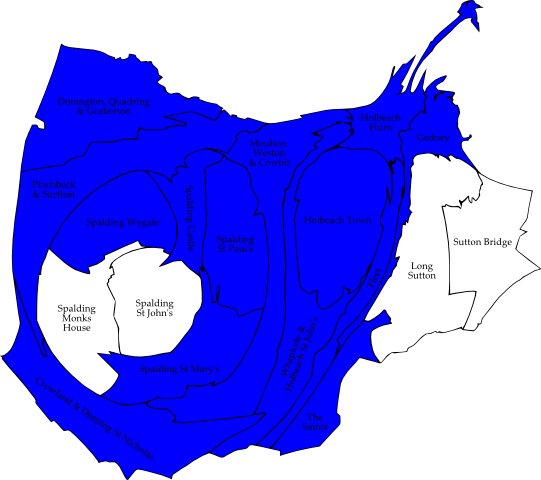 Donington, Quadring
& Gosberton
Holbeach
Hurn
Gedney
Moulton,
Weston
& Cowbit
Pinchbeck
& Surfleet
Spalding Castle
Spalding Wygate
Holbeach Town
Spalding
St Paul's
Sutton Bridge
Long
Sutton
Fleet
Spalding
Monks
House
Spalding
St John's
Whaplode &
Holbeach St John's
Spalding St Mary's
Crowland & Deeping St Nicholas
The
Saints